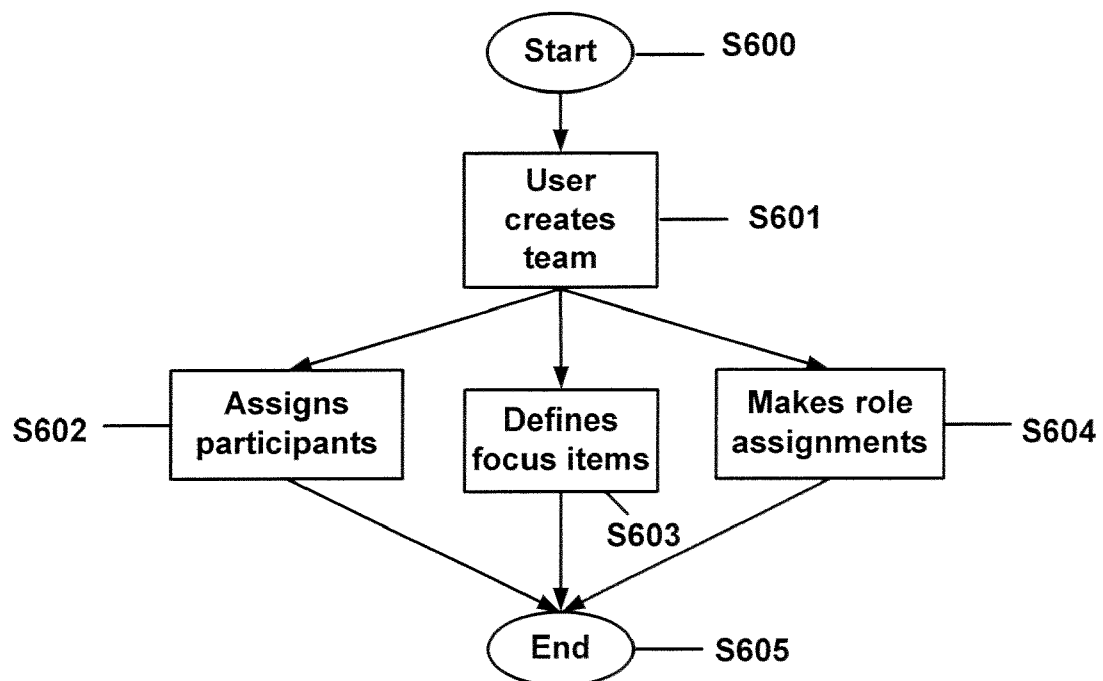 Start
S600
User
creates
team
S601
Assigns
participants
S602
Defines
focus items
S603
Makes role
assignments
S604
End
S605